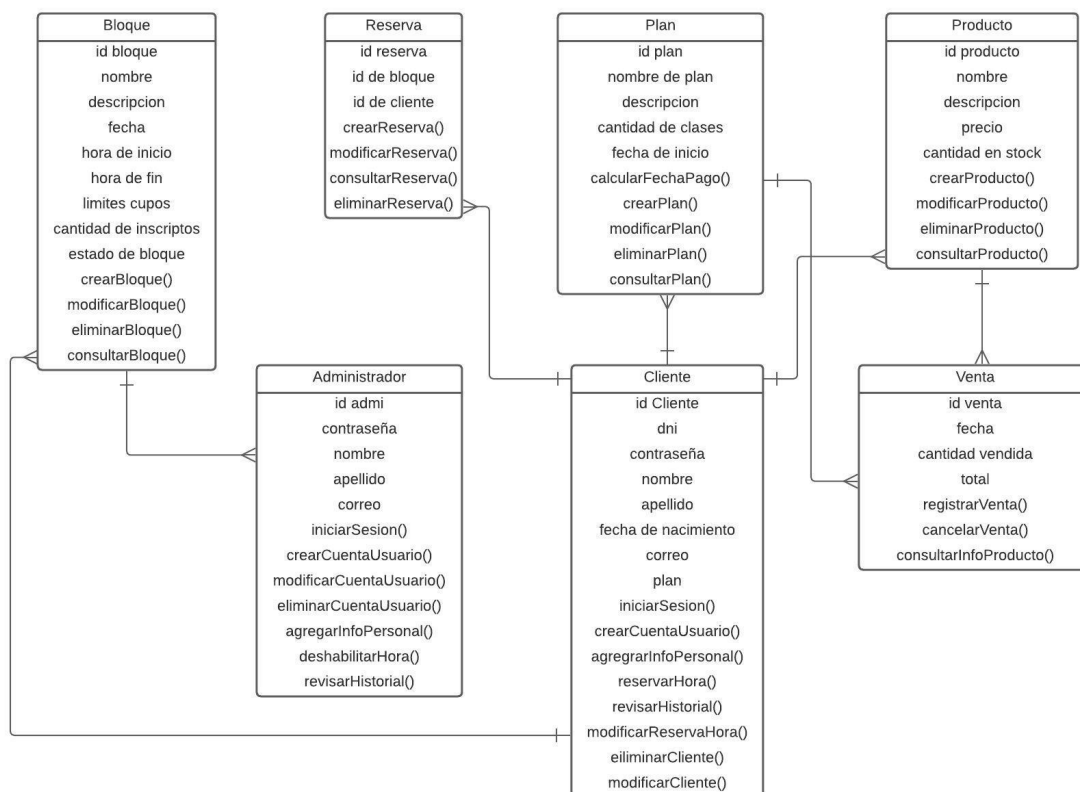 Bloque
id bloque
nombre
descripcion
fecha
hora de inicio
hora de fin
limites cupos
cantidad de inscriptos
estado de bloque
crearBloque()
modificarBloque()
eliminarBloque()
consultarBloque()
Reserva
id reserva
id de bloque
id de cliente
crearReserva()
modificarReserva()
consultarReserva()
eliminarReserva()
Plan
id plan
nombre de plan
descripcion
cantidad de clases
fecha de inicio
calcularFechaPago()
crearPlan()
modificarPlan()
eliminarPlan()
consultarPlan()
Producto
id producto
nombre
descripcion
precio
cantidad en stock
crearProducto()
modificarProducto()
eliminarProducto()
consultarProducto()
Administrador
id admi
contraseña
nombre
apellido
correo
iniciarSesion()
crearCuentaUsuario()
modificarCuentaUsuario()
eliminarCuentaUsuario()
agregarInfoPersonal()
deshabilitarHora()
revisarHistorial()
Cliente
id Cliente
dni
contraseña
nombre
apellido
fecha de nacimiento
correo
plan
iniciarSesion()
crearCuentaUsuario()
agregrarInfoPersonal()
reservarHora()
revisarHistorial()
modificarReservaHora()
eiliminarCliente()
modificarCliente()
Venta
id venta
fecha
cantidad vendida
total
registrarVenta()
cancelarVenta()
consultarInfoProducto()